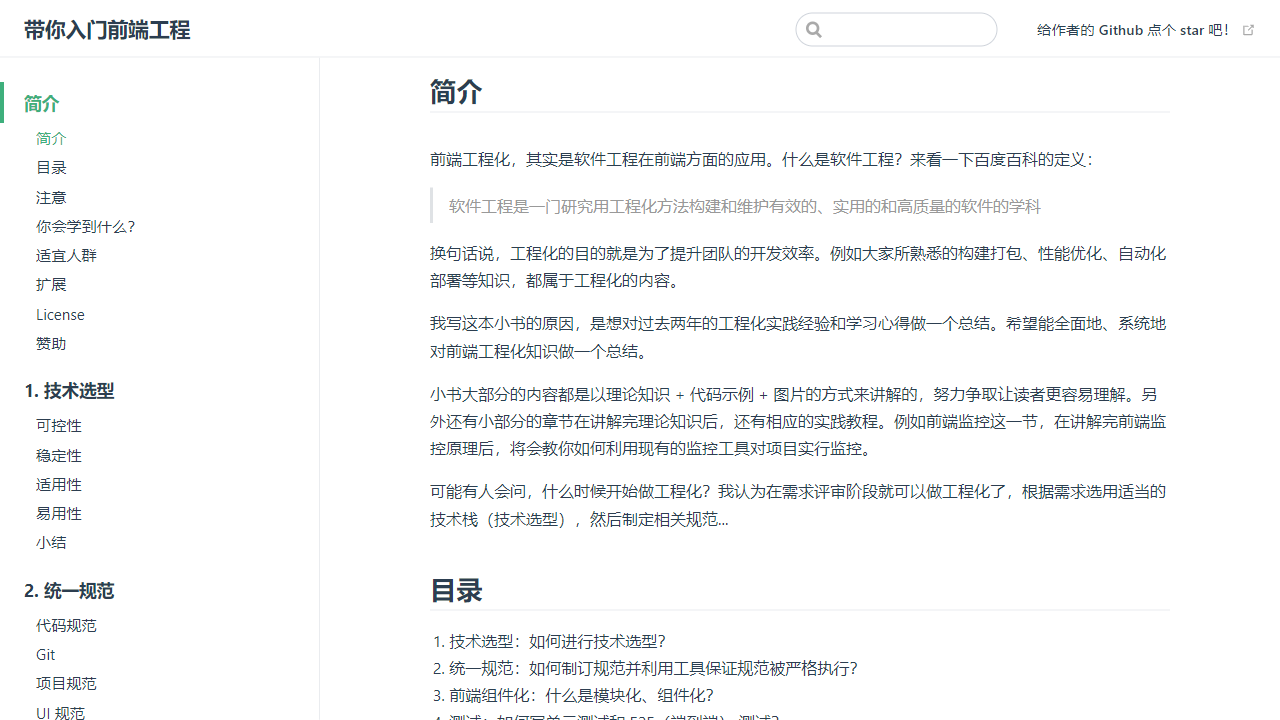 带你入门前端工程
给作者的 Github 点个 star 吧！
简介
简介
目录
注意
你会学到什么？
适宜人群
扩展
License
赞助
1. 技术选型
可控性
稳定性
适用性
易用性
小结
2. 统一规范
代码规范
Git
项目规范
UI 规范
简介
前端工程化，其实是软件工程在前端方面的应用。什么是软件工程？来看一下百度百科的定义：
软件工程是一门研究用工程化方法构建和维护有效的、实用的和高质量的软件的学科
换句话说，工程化的目的就是为了提升团队的开发效率。例如大家所熟悉的构建打包、性能优化、自动化
部署等知识，都属于工程化的内容。
我写这本小书的原因，是想对过去两年的工程化实践经验和学习心得做一个总结。希望能全面地、系统地
对前端工程化知识做一个总结。
小书大部分的内容都是以理论知识 + 代码示例 + 图片的方式来讲解的，努力争取让读者更容易理解。另
外还有小部分的章节在讲解完理论知识后，还有相应的实践教程。例如前端监控这一节，在讲解完前端监
控原理后，将会教你如何利用现有的监控工具对项目实行监控。
可能有人会问，什么时候开始做工程化？我认为在需求评审阶段就可以做工程化了，根据需求选用适当的
技术栈（技术选型），然后制定相关规范...
目录
1. 技术选型：如何进行技术选型？
2. 统一规范：如何制订规范并利用工具保证规范被严格执行？
3. 前端组件化：什么是模块化、组件化？
4. 测试：如何写单元测试和 E2E（端到端） 测试？